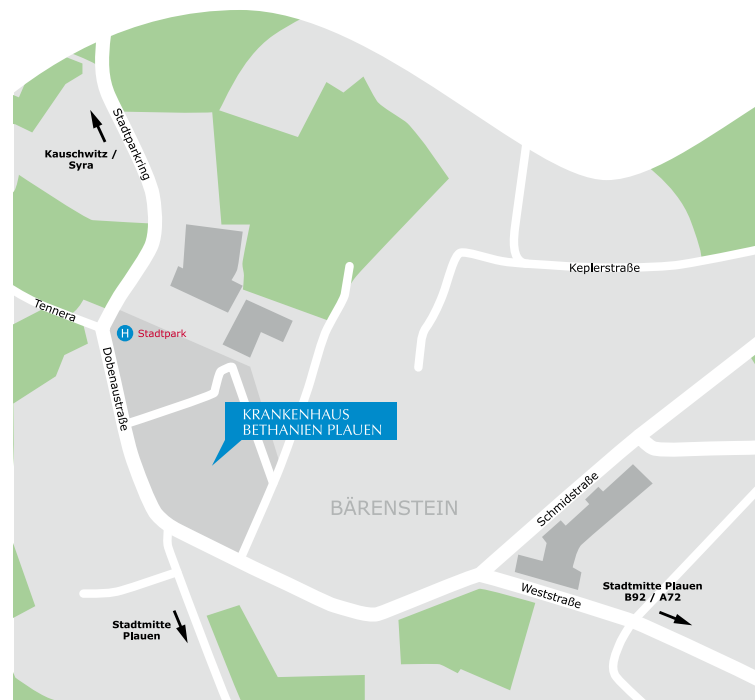 Stadtparkring
Kauschwitz /
Syra
Keplerstraße
Tennera
H
Stadtpark
Dobenaustraße
KRANKENHAUS
BETHANIEN PLAUEN
BÄRENSTEIN
Schmidstraße
Weststraße
Stadtmitte Plauen
B92 / A72
Stadtmitte
Plauen